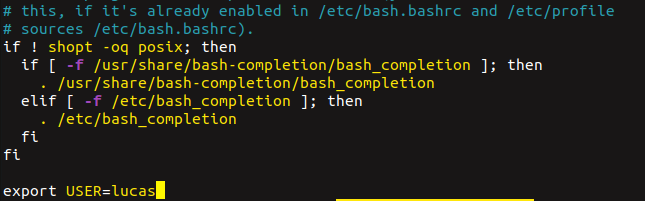 # this, if it's already enabled in /etc/bash.bashrc and /etc/profile
# sources /etc/bash.bashrc).
if ! shopt -oq posix; then
  if [ -f /usr/share/bash-completion/bash_completion ]; then
    . /usr/share/bash-completion/bash_completion
  elif [ -f /etc/bash_completion ]; then
    . /etc/bash_completion
  fi
fi

export USER=lucas